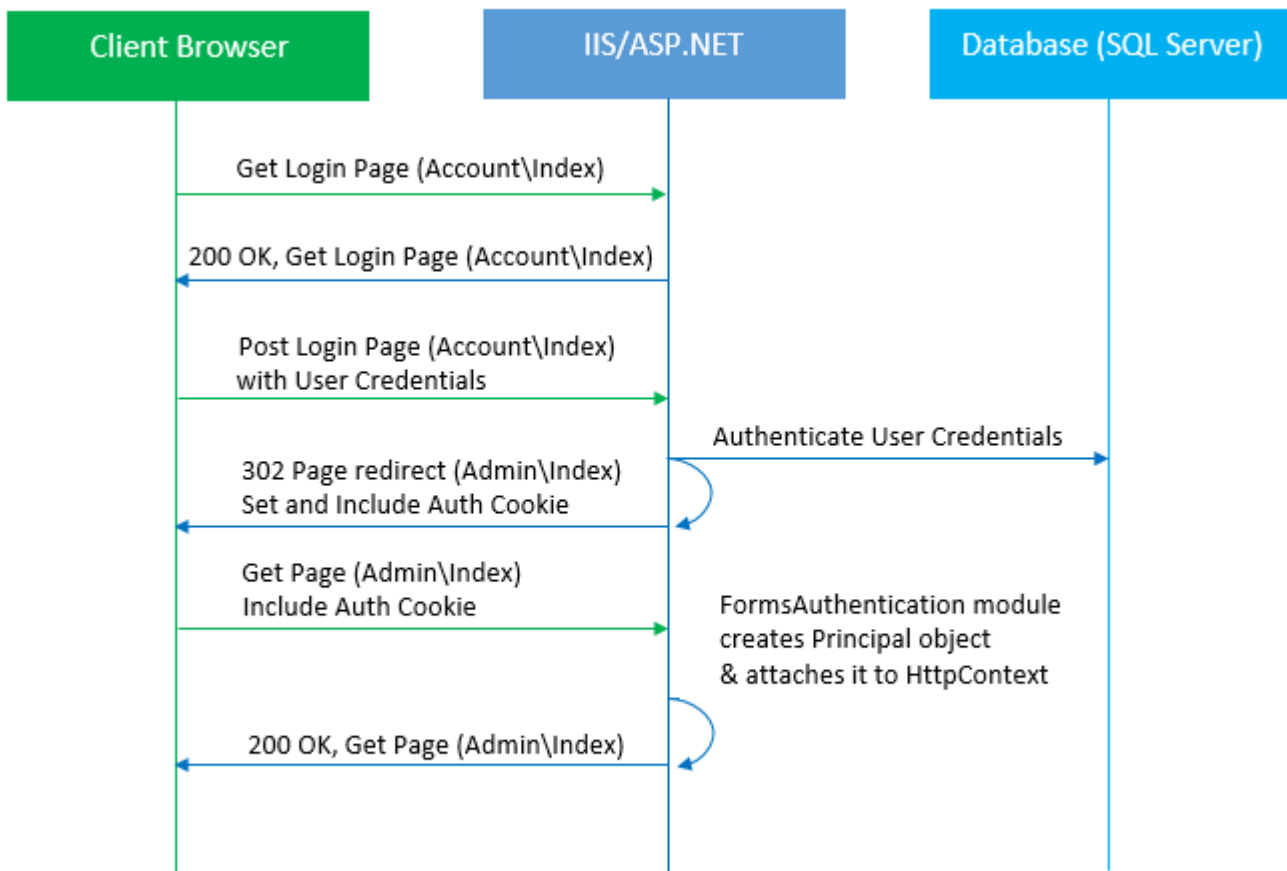 Client Browser
IIS/ASP.NET
Database (SQL Server)
Get Login Page (Account\Index)
200 OK, Get Login Page (Account\Index)
Post Login Page (Account\Index)
with User Credentials
Authenticate User Credentials
302 Page redirect (Admin\Index)
Set and Include Auth Cookie
Get Page (Admin\Index)
Include Auth Cookie
FormsAuthentication module
creates Principal object
& attaches it to HttpContext
200 OK, Get Page (Admin\Index)